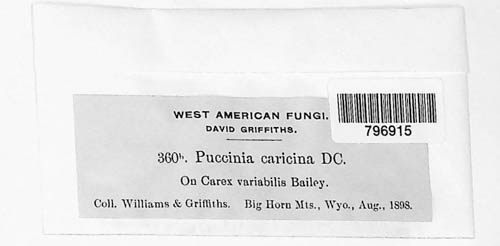 WEST AMERICAN FUNGI.
DAVID GRIFFITHS.
796915
360b. Puccinia caricina DC.
On Carex variabilis Bailey.
Coll. Williams & Griffiths. Big Horn Mts., Wyo., Aug., 1898.